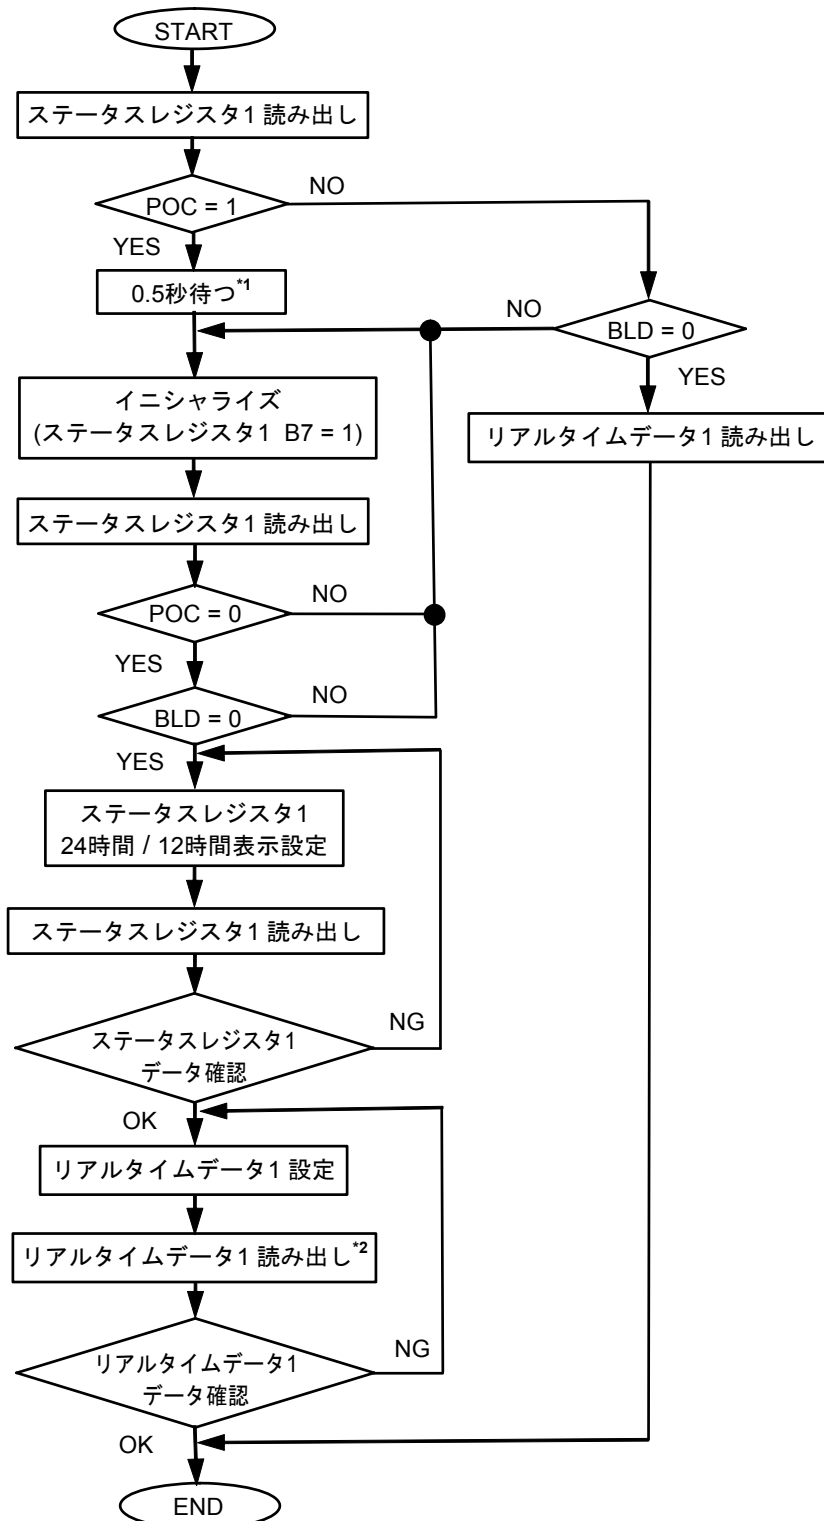 START
ステータスレジスタ1 読み出し
POC = 1
NO
YES
0.5秒待つ*1
NO
BLD = 0
YES
イニシャライズ
(ステータスレジスタ1 B7 = 1)
リアルタイムデータ1 読み出し
ステータスレジスタ1 読み出し
POC = 0
NO
YES
BLD = 0
NO
YES
ステータスレジスタ1
24時間 / 12時間表示設定
ステータスレジスタ1 読み出し
ステータスレジスタ1
データ確認
NG
OK
リアルタイムデータ1 設定
リアルタイムデータ1 読み出し*2
リアルタイムデータ1
データ確認
NG
OK
END